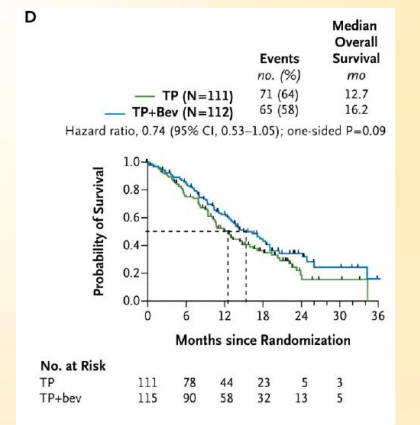 D
Median
Overall
Events Survival
no. (%) mo
TP (N=111) 71 (64) 12.7
TP+Bev (N=112) 65 (58) 16.2
Hazard ratio, 0.74 (95% CI, 0.53–1.05); one-sided P=0.09
Probability of Survival
1.0
0.8
0.6
0.4
0.2
0.0
0 6 12 18 24 30 36
Months since Randomization
No. at Risk
TP 111 78 44 23 5 3
TP+bev 115 90 58 32 13 5